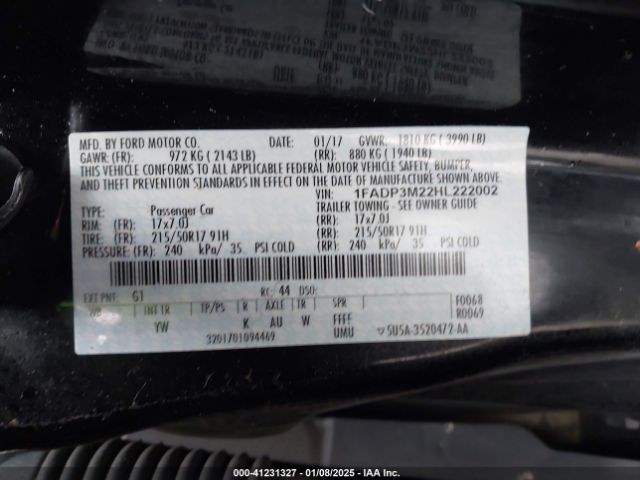 MFD. BY FORD MOTOR CO. DATE: 01/17 GVWR: 1810 KG ( 3990 LB)
GAWR: (FR): 972 KG ( 2143 LB) (RR): 880 KG ( 1940 LB)
THIS VEHICLE CONFORMS TO ALL APPLICABLE FEDERAL MOTOR VEHICLE SAFETY, BUMPER,
AND THEFT PREVENTION STANDARDS IN EFFECT ON THE DATE OF MANUFACTURE SHOWN ABOVE.
VIN: 1FADP3M22HL222002
TYPE: Passenger Car TRAILER TOWING - SEE OWNER GUIDE
RIM: (FR): 17x7.0J (RR): 17x7.0J
TIRE: (FR): 215/50R17 91H (RR): 215/50R17 91H
PRESSURE: (FR): 240 kPa/ 35 PSI COLD (RR): 240 kPa/ 35 PSI COLD
EXT PNT: G1 RC: 44 DSO: F0068
WB INT TR TP/PS R AXLE TR SPR R0069
YW K AU W FFFF
3201701094469 UMU 5U5A-3520472-AA
000-41231327 | 01/08/2025 | IAA Inc.